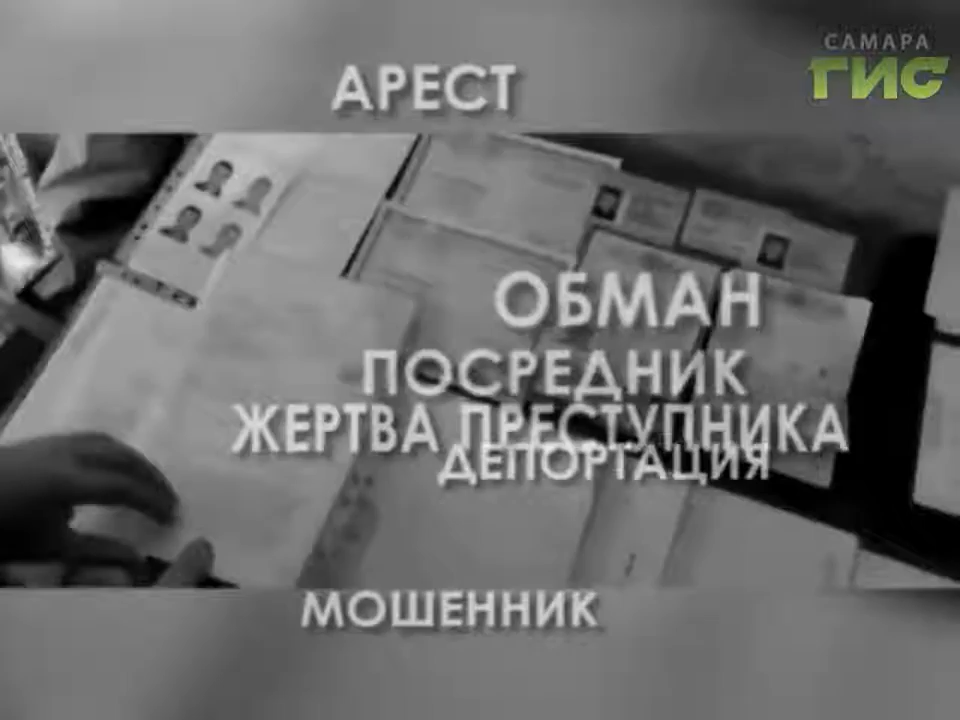 САМАРА
ГИС
АРЕСТ
ОБМАН
ПОСРЕДНИК
ЖЕРТВА ПРЕСТУПНИКА
ДЕПОРТАЦИЯ
МОШЕННИК